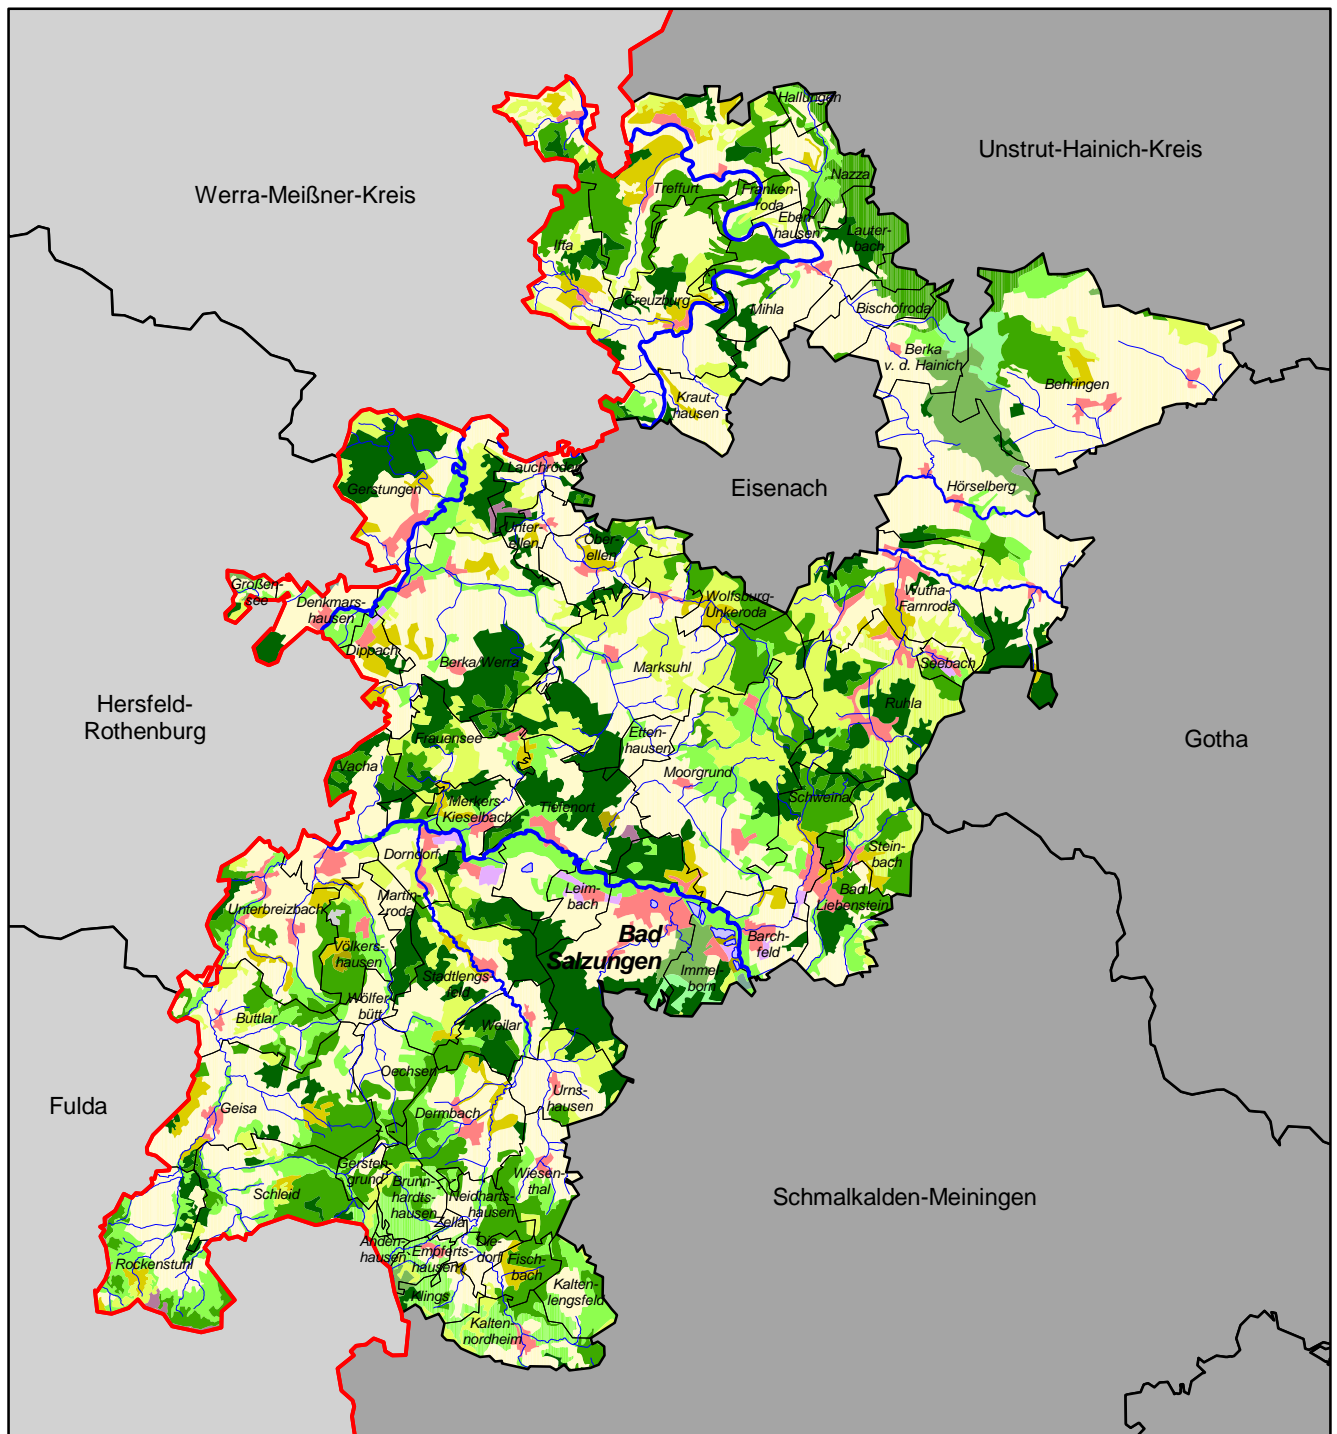 Hallungen
Unstrut-Hainich-Kreis
Werra-Meißner-Kreis
Nazza
Treffurt
Franken-
roda
Eben-
hausen
Lauter-
bach
Ifta
Creuzburg
Mihla
Bischofroda
Berka
v. d. Hainich
Behringen
Kraut-
hausen
Lauchröden
Gerstungen
Eisenach
Hörselberg
Unter-
ellen
Ober-
ellen
Großen-
see
Denkmars-
hausen
Wolfsburg-
Unkeroda
Wutha-
Farnroda
Dippach
Berka/Werra
Marksuhl
Seebach
Hersfeld-
Rothenburg
Ruhla
Frauensee
Etten-
hausen
Gotha
Vacha
Moorgrund
Merkers-
Kieselbach
Tiefenort
Schweina
Dorndorf
Stein-
bach
Martin-
roda
Leim-
bach
Bad
Liebenstein
Unterbreizbach
Völkers-
hausen
Bad
Salzungen
Barch-
feld
Stadtlengs-
feld
Immel-
born
Wölfer-
bütt
Buttlar
Weilar
Oechsen
Urns-
hausen
Fulda
Geisa
Dermbach
Gersten-
grund
Brunn-
hardts-
hausen
Neidharts-
hausen
Wiesen-
thal
Schleid
Schmalkalden-Meiningen
Zella
Anden-
hausen
Empferts-
hausen
Die-
dorf
Fisch-
bach
Rockenstuhl
Klings
Kalten-
lengsfeld
Kalten-
nordheim